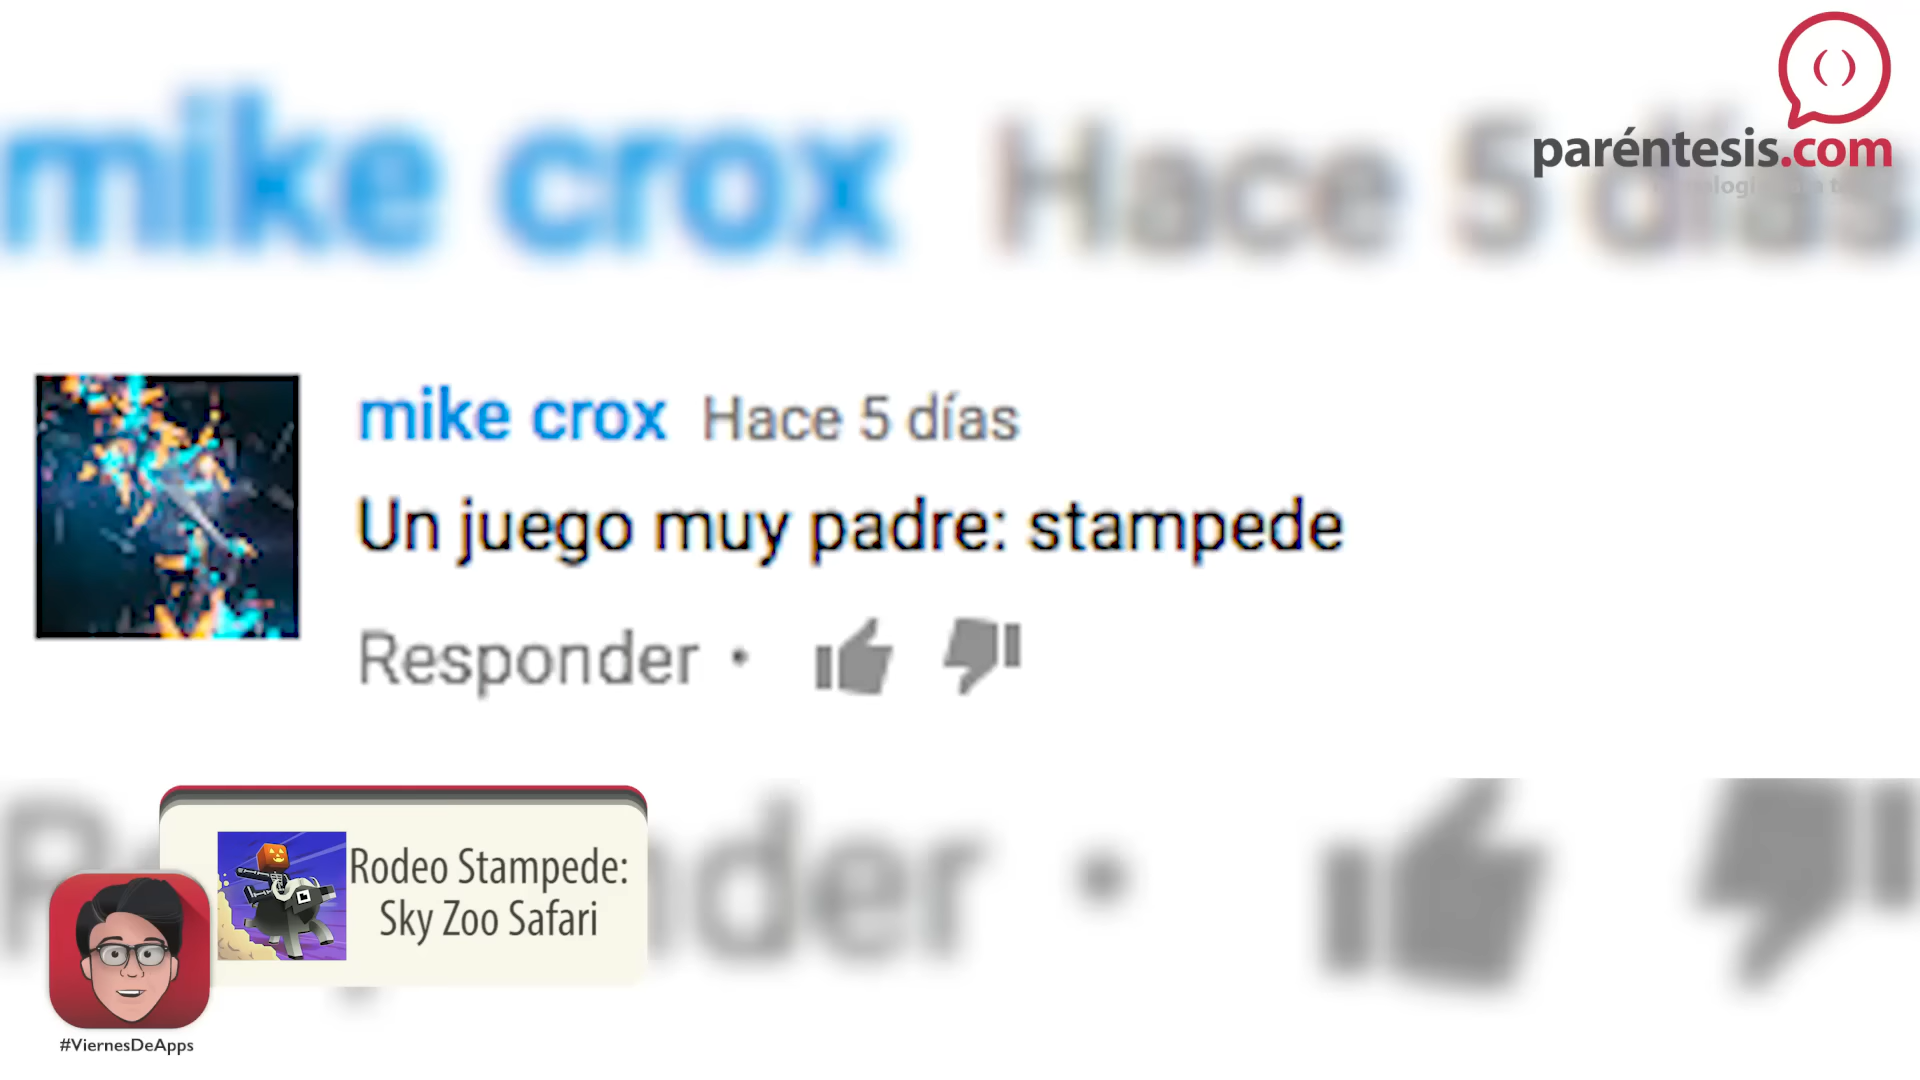 mike crox Hace 5 días
( )
paréntesis.com
mike crox Hace 5 días
Un juego muy padre: stampede
Responder •
Rodeo Stampede:
Sky Zoo Safari
#ViernesDeApps